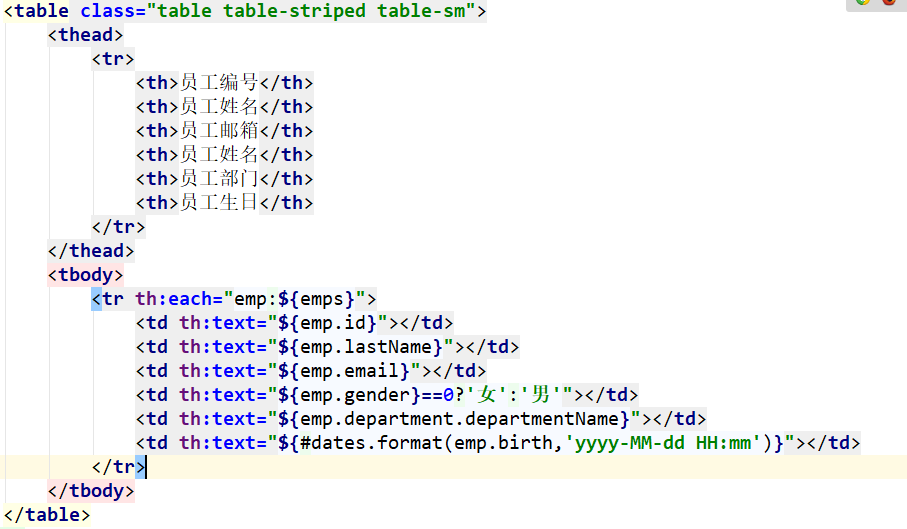 <table class="table table-striped table-sm">
    <thead>
        <tr>
            <th>员工编号</th>
            <th>员工姓名</th>
            <th>员工邮箱</th>
            <th>员工姓名</th>
            <th>员工部门</th>
            <th>员工生日</th>
        </tr>
    </thead>
    <tbody>
        <tr th:each="emp:${emps}">
            <td th:text="${emp.id}"></td>
            <td th:text="${emp.lastName}"></td>
            <td th:text="${emp.email}"></td>
            <td th:text="${emp.gender}==0?'女':'男'"></td>
            <td th:text="${emp.department.departmentName}"></td>
            <td th:text="${#dates.format(emp.birth,'yyyy-MM-dd HH:mm')}"></td>
        </tr>
    </tbody>
</table>